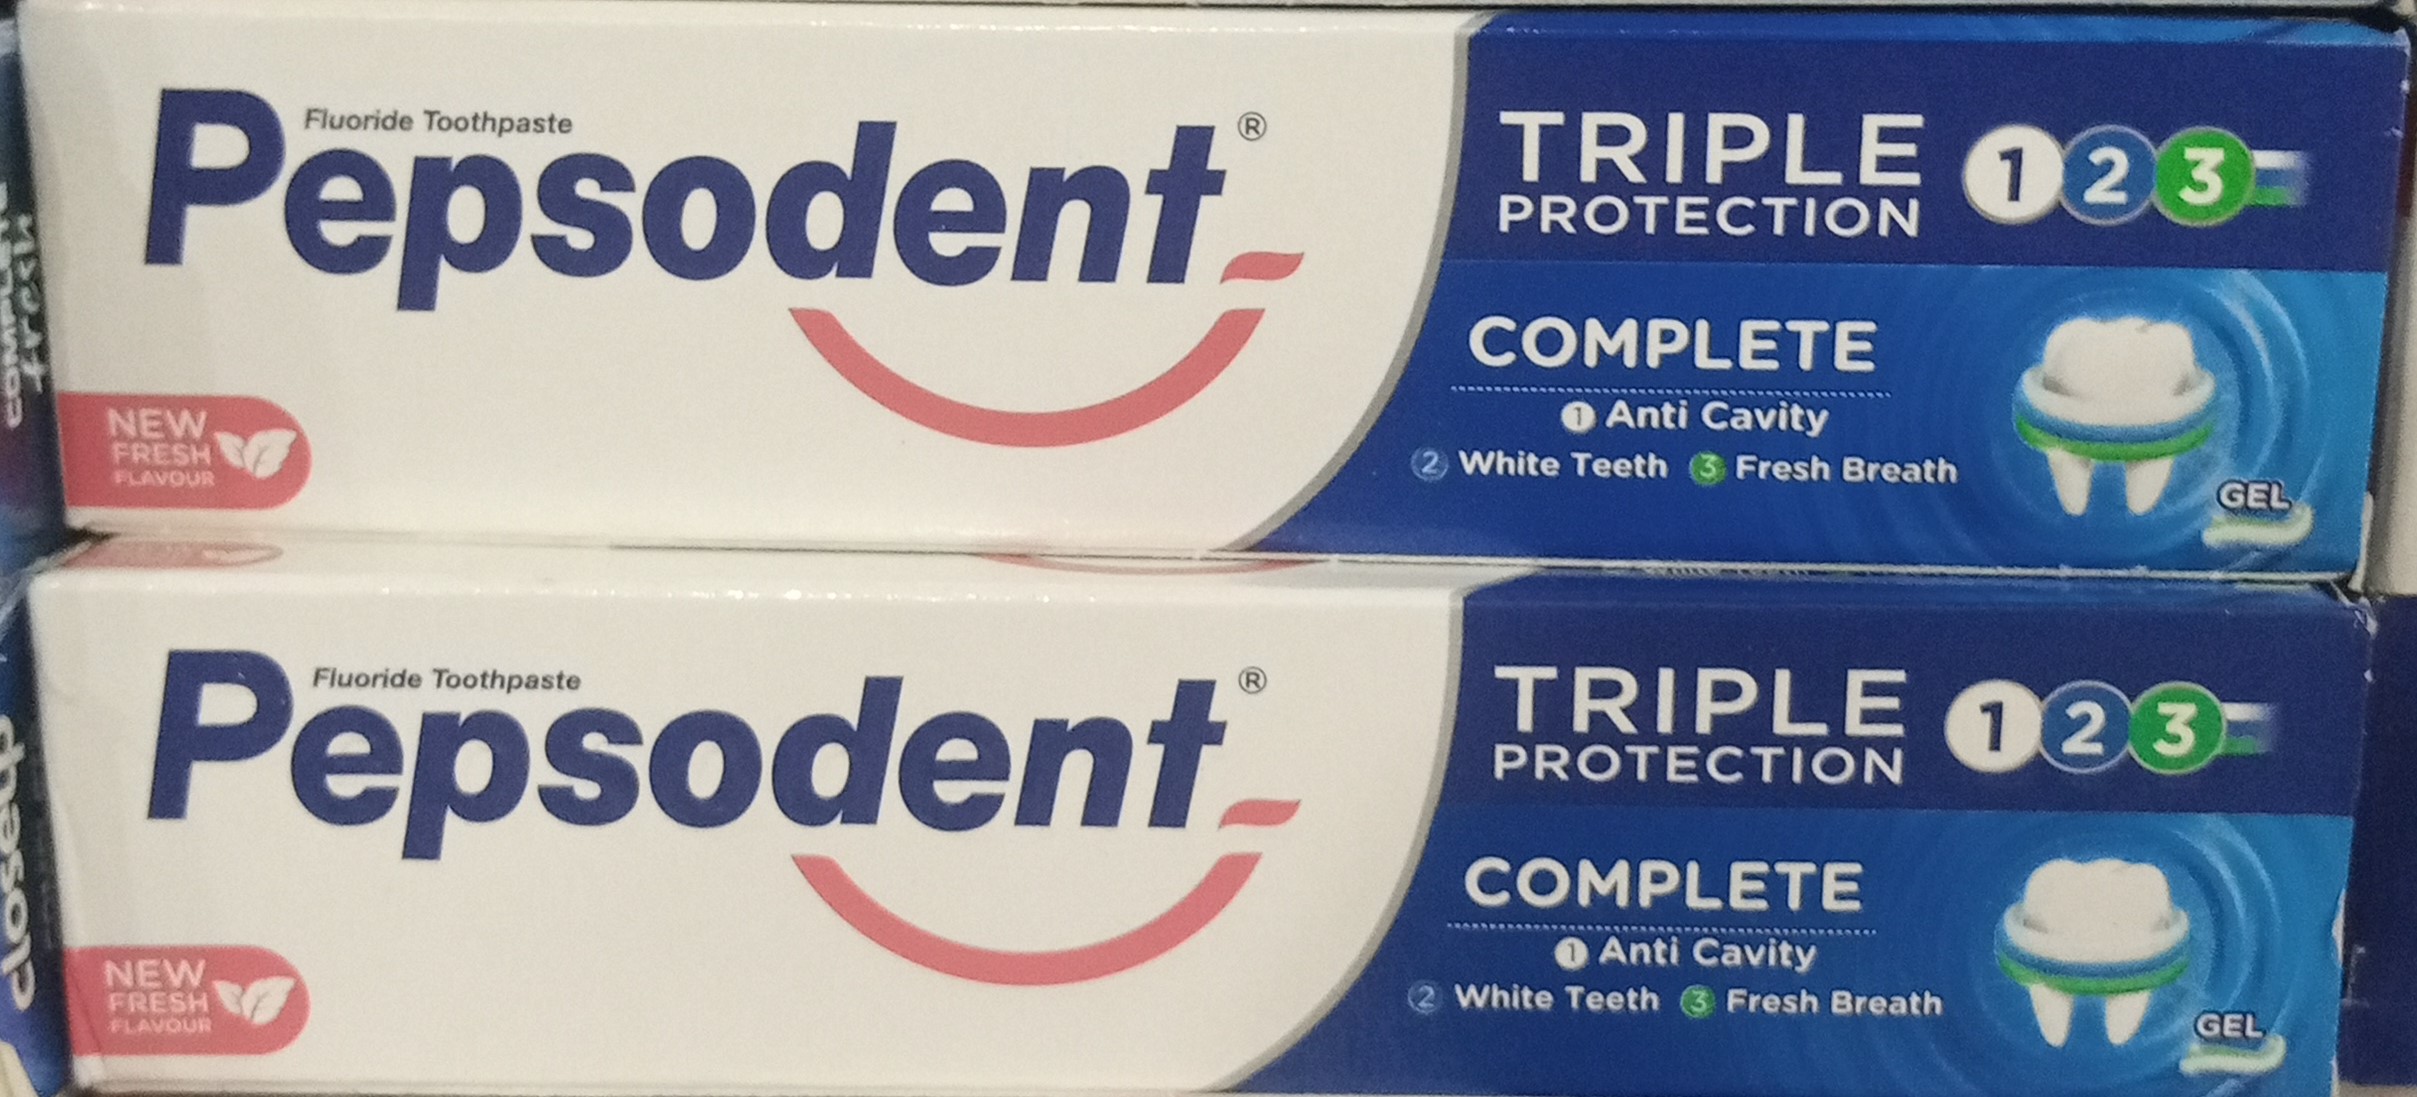 Fluoride Toothpaste
Pepsodent®
TRIPLE 1 2 3
PROTECTION
COMPLETE
1 Anti Cavity
2 White Teeth 3 Fresh Breath
GEL
NEW
FRESH
FLAVOUR
Fluoride Toothpaste
Pepsodent®
TRIPLE 1 2 3
PROTECTION
COMPLETE
1 Anti Cavity
2 White Teeth 3 Fresh Breath
GEL
NEW
FRESH
FLAVOUR
closeup